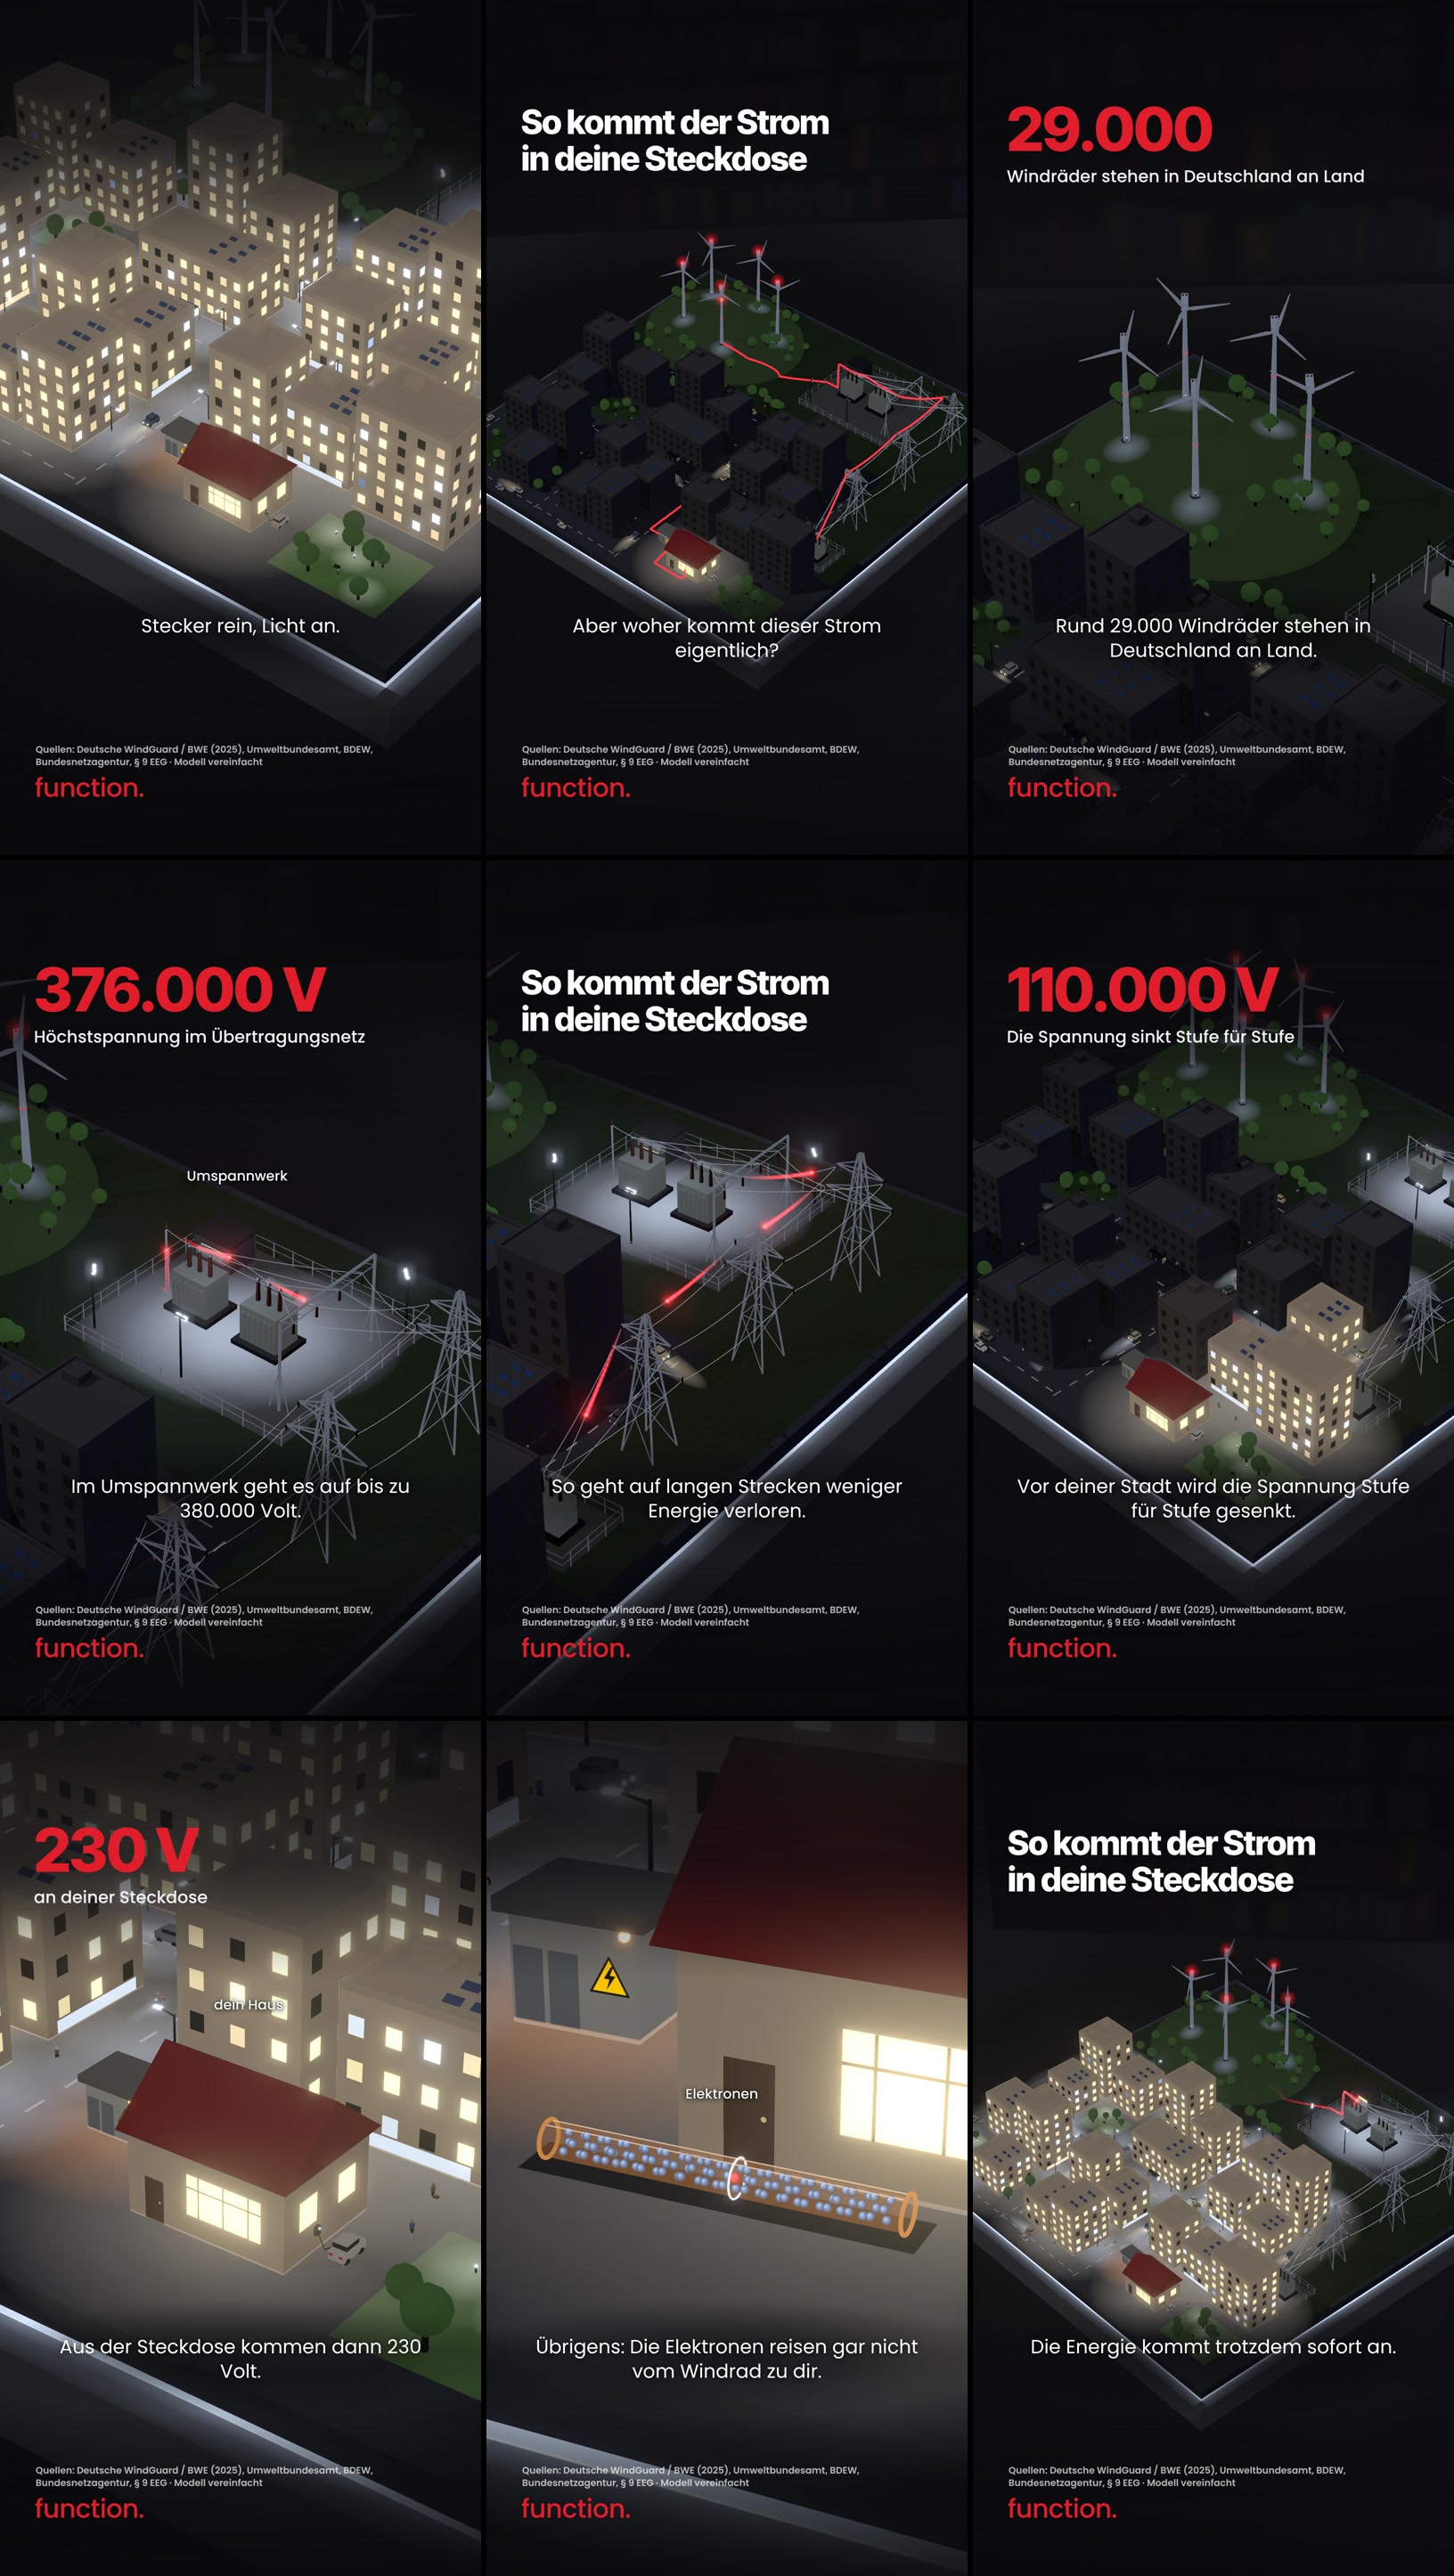 Stecker rein, Licht an.
Quellen: Deutsche WindGuard / BWE (2025), Umweltbundesamt, BDEW,
Bundesnetzagentur, § 9 EEG · Modell vereinfacht
function.
So kommt der Strom
in deine Steckdose
Aber woher kommt dieser Strom
eigentlich?
Quellen: Deutsche WindGuard / BWE (2025), Umweltbundesamt, BDEW,
Bundesnetzagentur, § 9 EEG · Modell vereinfacht
function.
29.000
Windräder stehen in Deutschland an Land
Rund 29.000 Windräder stehen in
Deutschland an Land.
Quellen: Deutsche WindGuard / BWE (2025), Umweltbundesamt, BDEW,
Bundesnetzagentur, § 9 EEG · Modell vereinfacht
function.
376.000 V
Höchstspannung im Übertragungsnetz
Umspannwerk
Im Umspannwerk geht es auf bis zu
380.000 Volt.
Quellen: Deutsche WindGuard / BWE (2025), Umweltbundesamt, BDEW,
Bundesnetzagentur, § 9 EEG · Modell vereinfacht
function.
So kommt der Strom
in deine Steckdose
So geht auf langen Strecken weniger
Energie verloren.
Quellen: Deutsche WindGuard / BWE (2025), Umweltbundesamt, BDEW,
Bundesnetzagentur, § 9 EEG · Modell vereinfacht
function.
110.000 V
Die Spannung sinkt Stufe für Stufe
Vor deiner Stadt wird die Spannung Stufe
für Stufe gesenkt.
Quellen: Deutsche WindGuard / BWE (2025), Umweltbundesamt, BDEW,
Bundesnetzagentur, § 9 EEG · Modell vereinfacht
function.
230 V
an deiner Steckdose
dein Haus
Aus der Steckdose kommen dann 230
Volt.
Quellen: Deutsche WindGuard / BWE (2025), Umweltbundesamt, BDEW,
Bundesnetzagentur, § 9 EEG · Modell vereinfacht
function.
Elektronen
Übrigens: Die Elektronen reisen gar nicht
vom Windrad zu dir.
Quellen: Deutsche WindGuard / BWE (2025), Umweltbundesamt, BDEW,
Bundesnetzagentur, § 9 EEG · Modell vereinfacht
function.
So kommt der Strom
in deine Steckdose
Die Energie kommt trotzdem sofort an.
Quellen: Deutsche WindGuard / BWE (2025), Umweltbundesamt, BDEW,
Bundesnetzagentur, § 9 EEG · Modell vereinfacht
function.